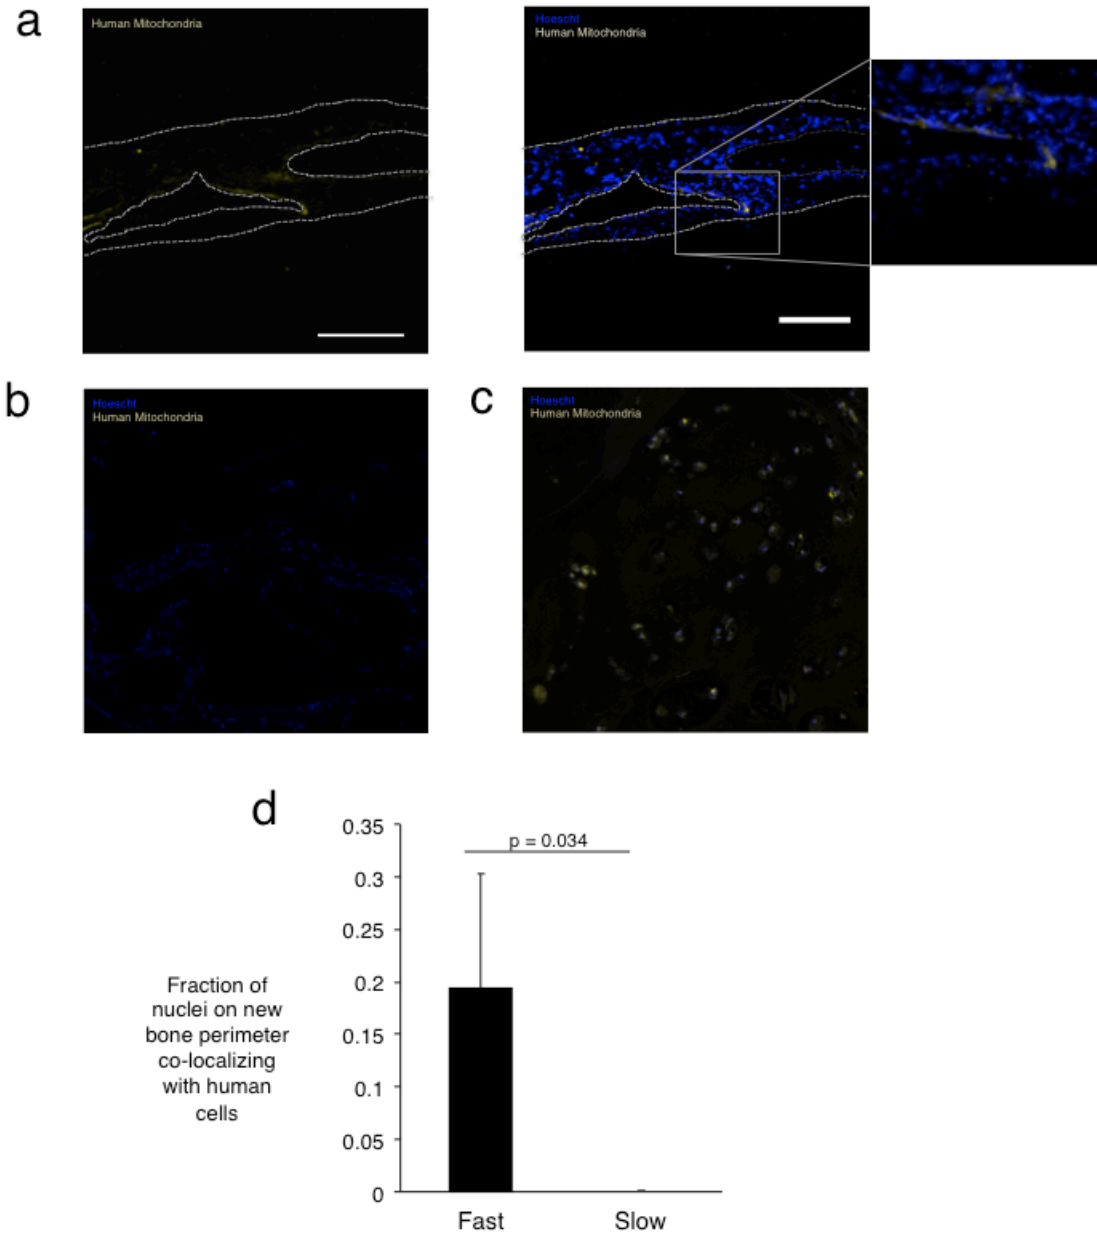 a
Human Mitochondria
Hoescht
Human Mitochondria
b
Hoescht
Human Mitochondria
c
Hoescht
Human Mitochondria
d
Fraction of
nuclei on new
bone perimeter
co-localizing
with human
cells
0.35
0.3
0.25
0.2
0.15
0.1
0.05
0
p = 0.034
Fast
Slow